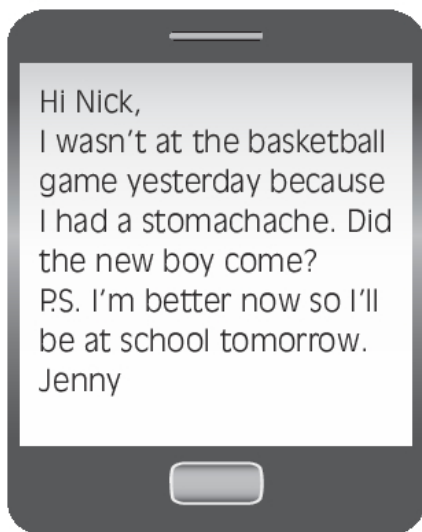 Hi Nick,
I wasn't at the basketball
game yesterday because
I had a stomachache. Did
the new boy come?
P.S. I'm better now so I'll
be at school tomorrow.
Jenny